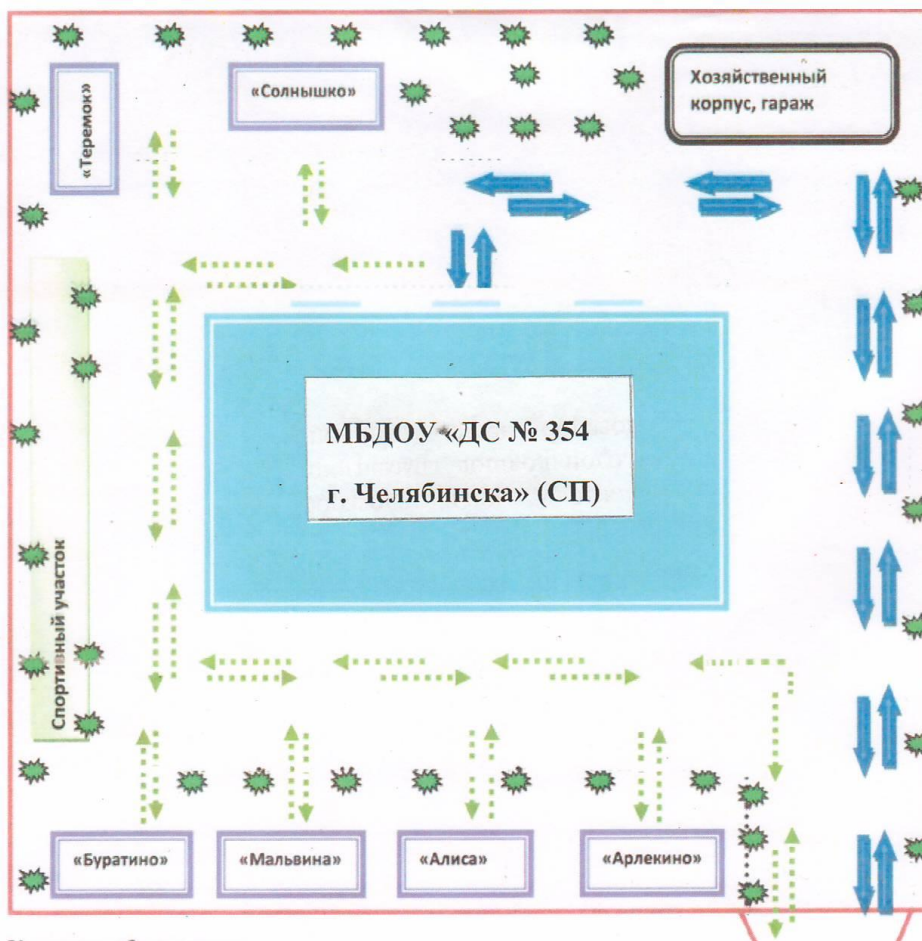 «Теремок»
«Солнышко»
Хозяйственный
корпус, гараж
МБДОУ «ДС № 354
г. Челябинска» (СП)
Спортивный участок
«Буратино»
«Мальвина»
«Алиса»
«Арлекино»